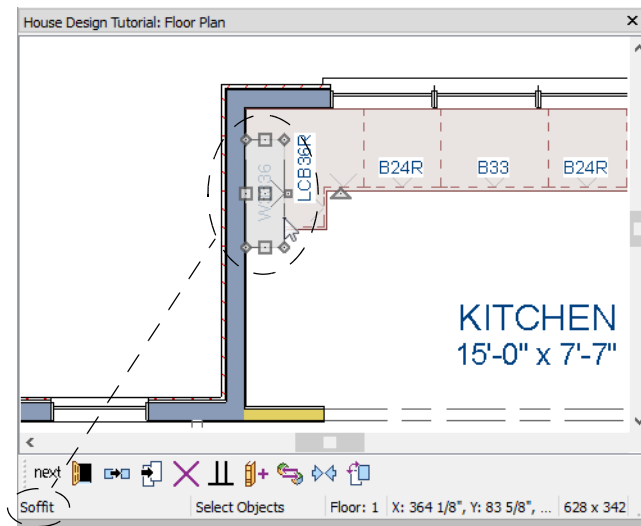 House Design Tutorial: Floor Plan
LCB36R
B24R
B33
B24R
KITCHEN
15'-0" x 7'-7"
next
Soffit
Select Objects
Floor: 1
X: 364 1/8", Y: 83 5/8", ...
628 x 342